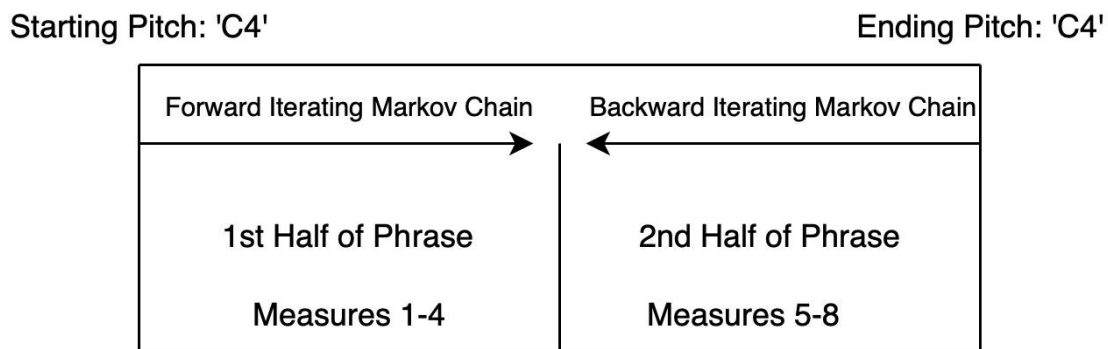 Starting Pitch: 'C4'
Ending Pitch: 'C4'
Forward Iterating Markov Chain
Backward Iterating Markov Chain
1st Half of Phrase
2nd Half of Phrase
Measures 1-4
Measures 5-8